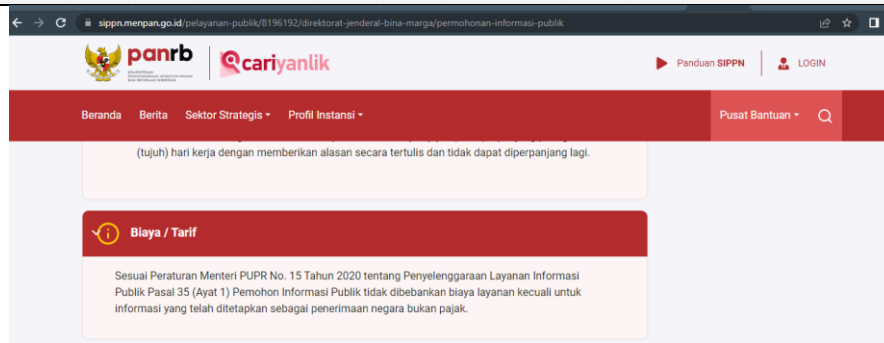 sippn.menpan.go.id/pelayanan-publik/8196192/direktorat-jenderal-bina-marga/permohonan-informasi-publik
panrb
cariyanlik
Panduan SIPPN
LOGIN
Beranda Berita Sektor Strategis Profil Instansi Pusat Bantuan
(tujuh) hari kerja dengan memberikan alasan secara tertulis dan tidak dapat diperpanjang lagi.
Biaya / Tarif
Sesuai Peraturan Menteri PUPR No. 15 Tahun 2020 tentang Penyelenggaraan Layanan Informasi
Publik Pasal 35 (Ayat 1) Pemohon Informasi Publik tidak dibebankan biaya layanan kecuali untuk
informasi yang telah ditetapkan sebagai penerimaan negara bukan pajak.